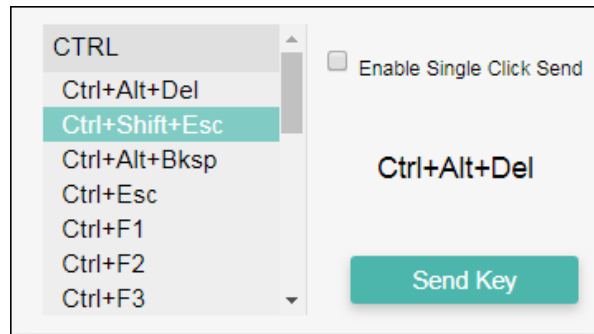 CTRL
Ctrl+Alt+Del
Ctrl+Shift+Esc
Ctrl+Alt+Bksp
Ctrl+Esc
Ctrl+F1
Ctrl+F2
Ctrl+F3
Enable Single Click Send
Ctrl+Alt+Del
Send Key